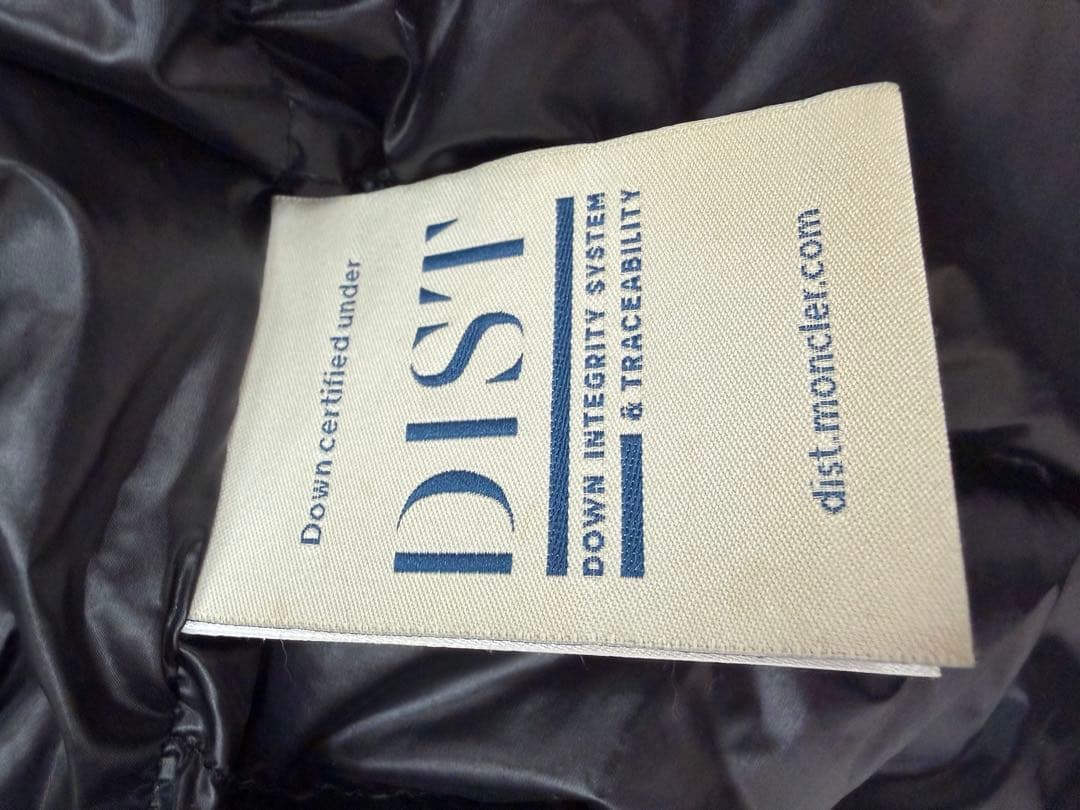 Down certified under
DIST
DOWN INTEGRITY SYSTEM
& TRACEABILITY
dist.moncler.com